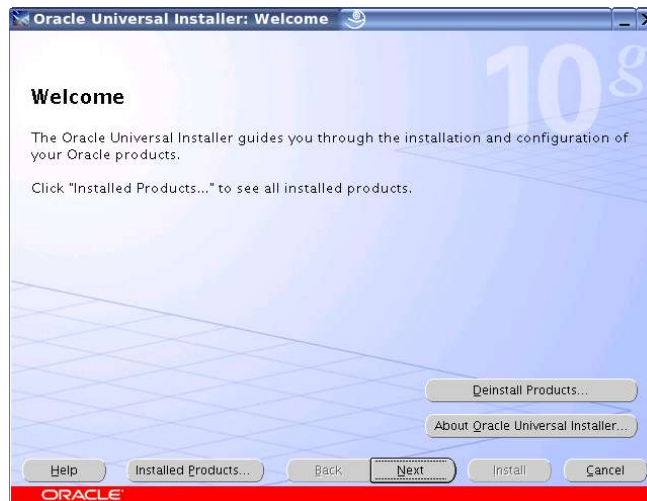 Oracle Universal Installer: Welcome
10g
Welcome
The Oracle Universal Installer guides you through the installation and configuration of
your Oracle products.
Click "Installed Products..." to see all installed products.
Deinstall Products...
About Oracle Universal Installer...
Help
Installed Products...
Back
Next
Install
Cancel
ORACLE